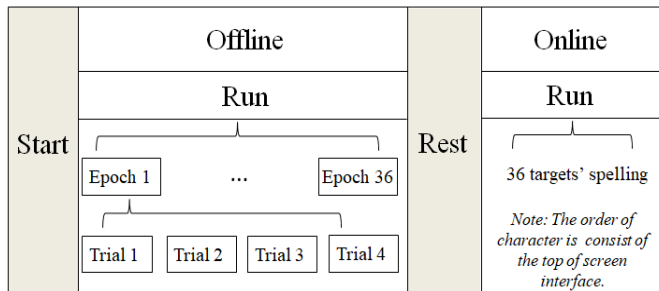 Start
Offline
Run
Epoch 1
...
Epoch 36
Trial 1
Trial 2
Trial 3
Trial 4
Rest
Online
Run
36 targets' spelling
Note: The order of
character is consist of
the top of screen
interface.